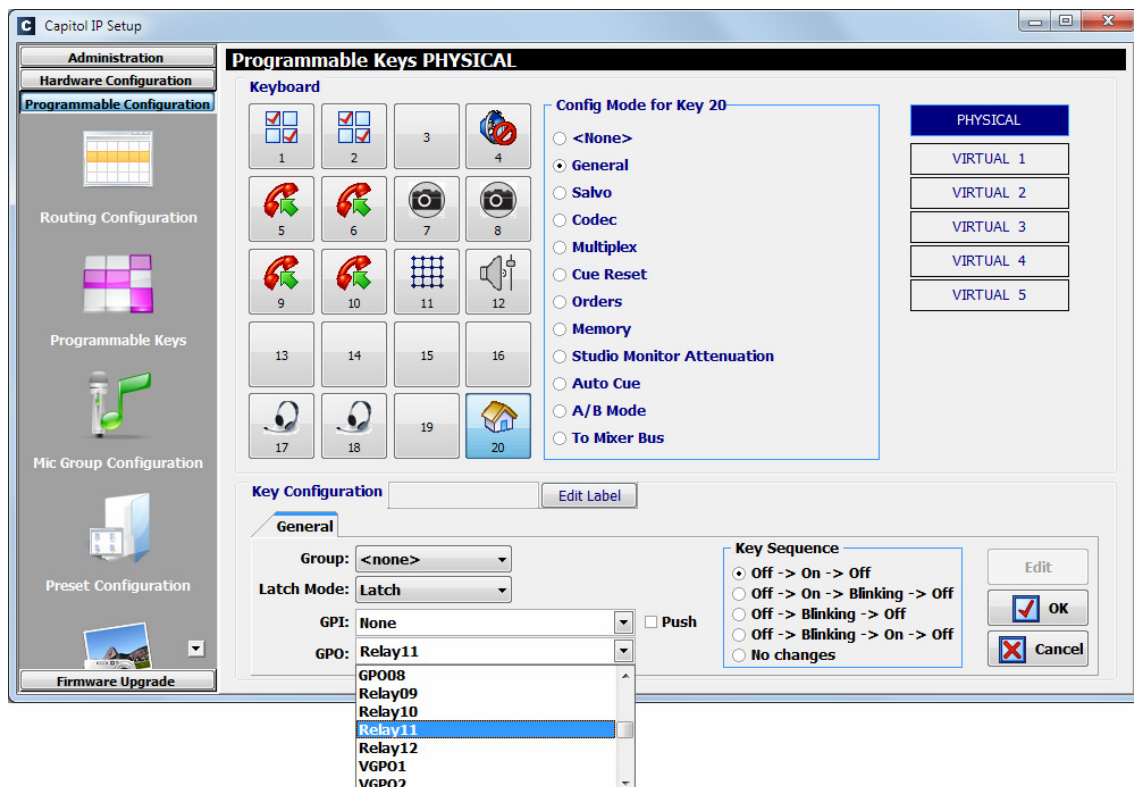 C Capitol IP Setup
Administration
Hardware Configuration
Programmable Configuration
Routing Configuration
Programmable Keys
Mic Group Configuration
Preset Configuration
Firmware Upgrade
Programmable Keys PHYSICAL
Keyboard
1 2 3 4
5 6 7 8
9 10 11 12
13 14 15 16
17 18 19 20
Config Mode for Key 20
<None>
General
Salvo
Codec
Multiplex
Cue Reset
Orders
Memory
Studio Monitor Attenuation
Auto Cue
A/B Mode
To Mixer Bus
PHYSICAL
VIRTUAL 1
VIRTUAL 2
VIRTUAL 3
VIRTUAL 4
VIRTUAL 5
Key Configuration Edit Label
General
Group: <none>
Latch Mode: Latch
GPI: None Push
GPO: Relay11
GPO08
Relay09
Relay10
Relay11
Relay12
VGPO1
VGPO2
Key Sequence
Off -> On -> Off
Off -> On -> Blinking -> Off
Off -> Blinking -> Off
Off -> Blinking -> On -> Off
No changes
Edit
OK
Cancel